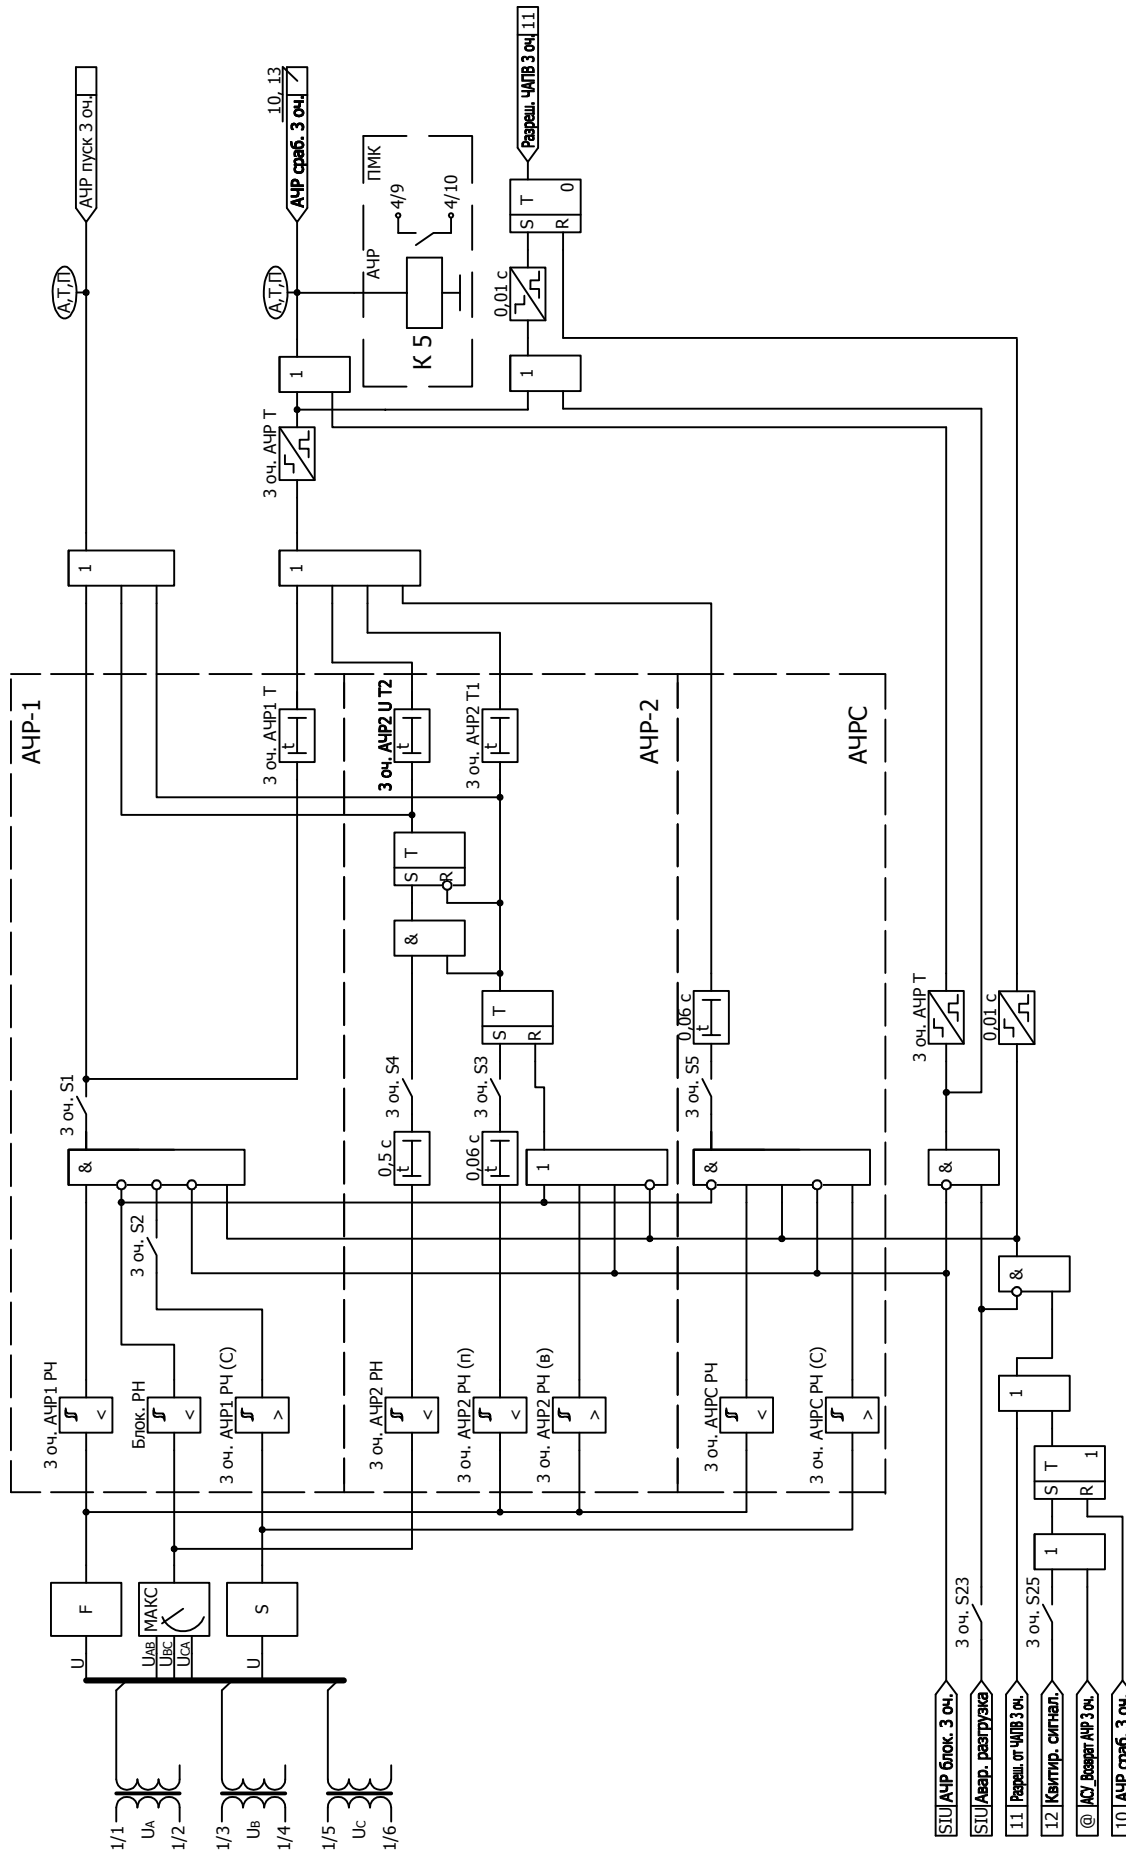 АЧР пуск 3 оч.
10, 13
АЧР сраб. 3 оч.
Разреш. ЧАПВ 3 оч.
11
А,Т,П
А,Т,П
ПМК
АЧР
4/9
4/10
К 5
S
T
R
0
0,01 с
1
1
3 оч. АЧР Т
1
1
АЧР-1
3 оч. АЧР1 Т
t
3 оч. АЧР2 U T2
t
3 оч. АЧР2 T1
t
АЧР-2
АЧРС
S
T
R
&
S
T
R
0,06 с
t
3 оч. АЧР Т
0,01 с
3 оч. S1
3 оч. S4
3 оч. S3
3 оч. S5
&
0,5 с
t
0,06 с
t
1
&
&
3 оч. S2
&
3 оч. АЧР1 РЧ
<
Блок. РН
<
3 оч. АЧР1 РЧ (С)
>
3 оч. АЧР2 РН
<
3 оч. АЧР2 РЧ (п)
<
3 оч. АЧР2 РЧ (в)
>
3 оч. АЧРС РЧ
<
3 оч. АЧРС РЧ (С)
>
1
S
T
R
1
1
F
МАКС
S
U
UAB
UBC
UCA
U
3 оч. S23
3 оч. S25
1/1
UA
1/2
1/3
UB
1/4
1/5
UC
1/6
SIU
АЧР блок. 3 оч.
SIU
Авар. разгрузка
11
Разреш. от ЧАПВ 3 оч.
12
Квитир. сигнал.
@
АСУ_Возврат АЧР 3 оч.
10
АЧР сраб. 3 оч.